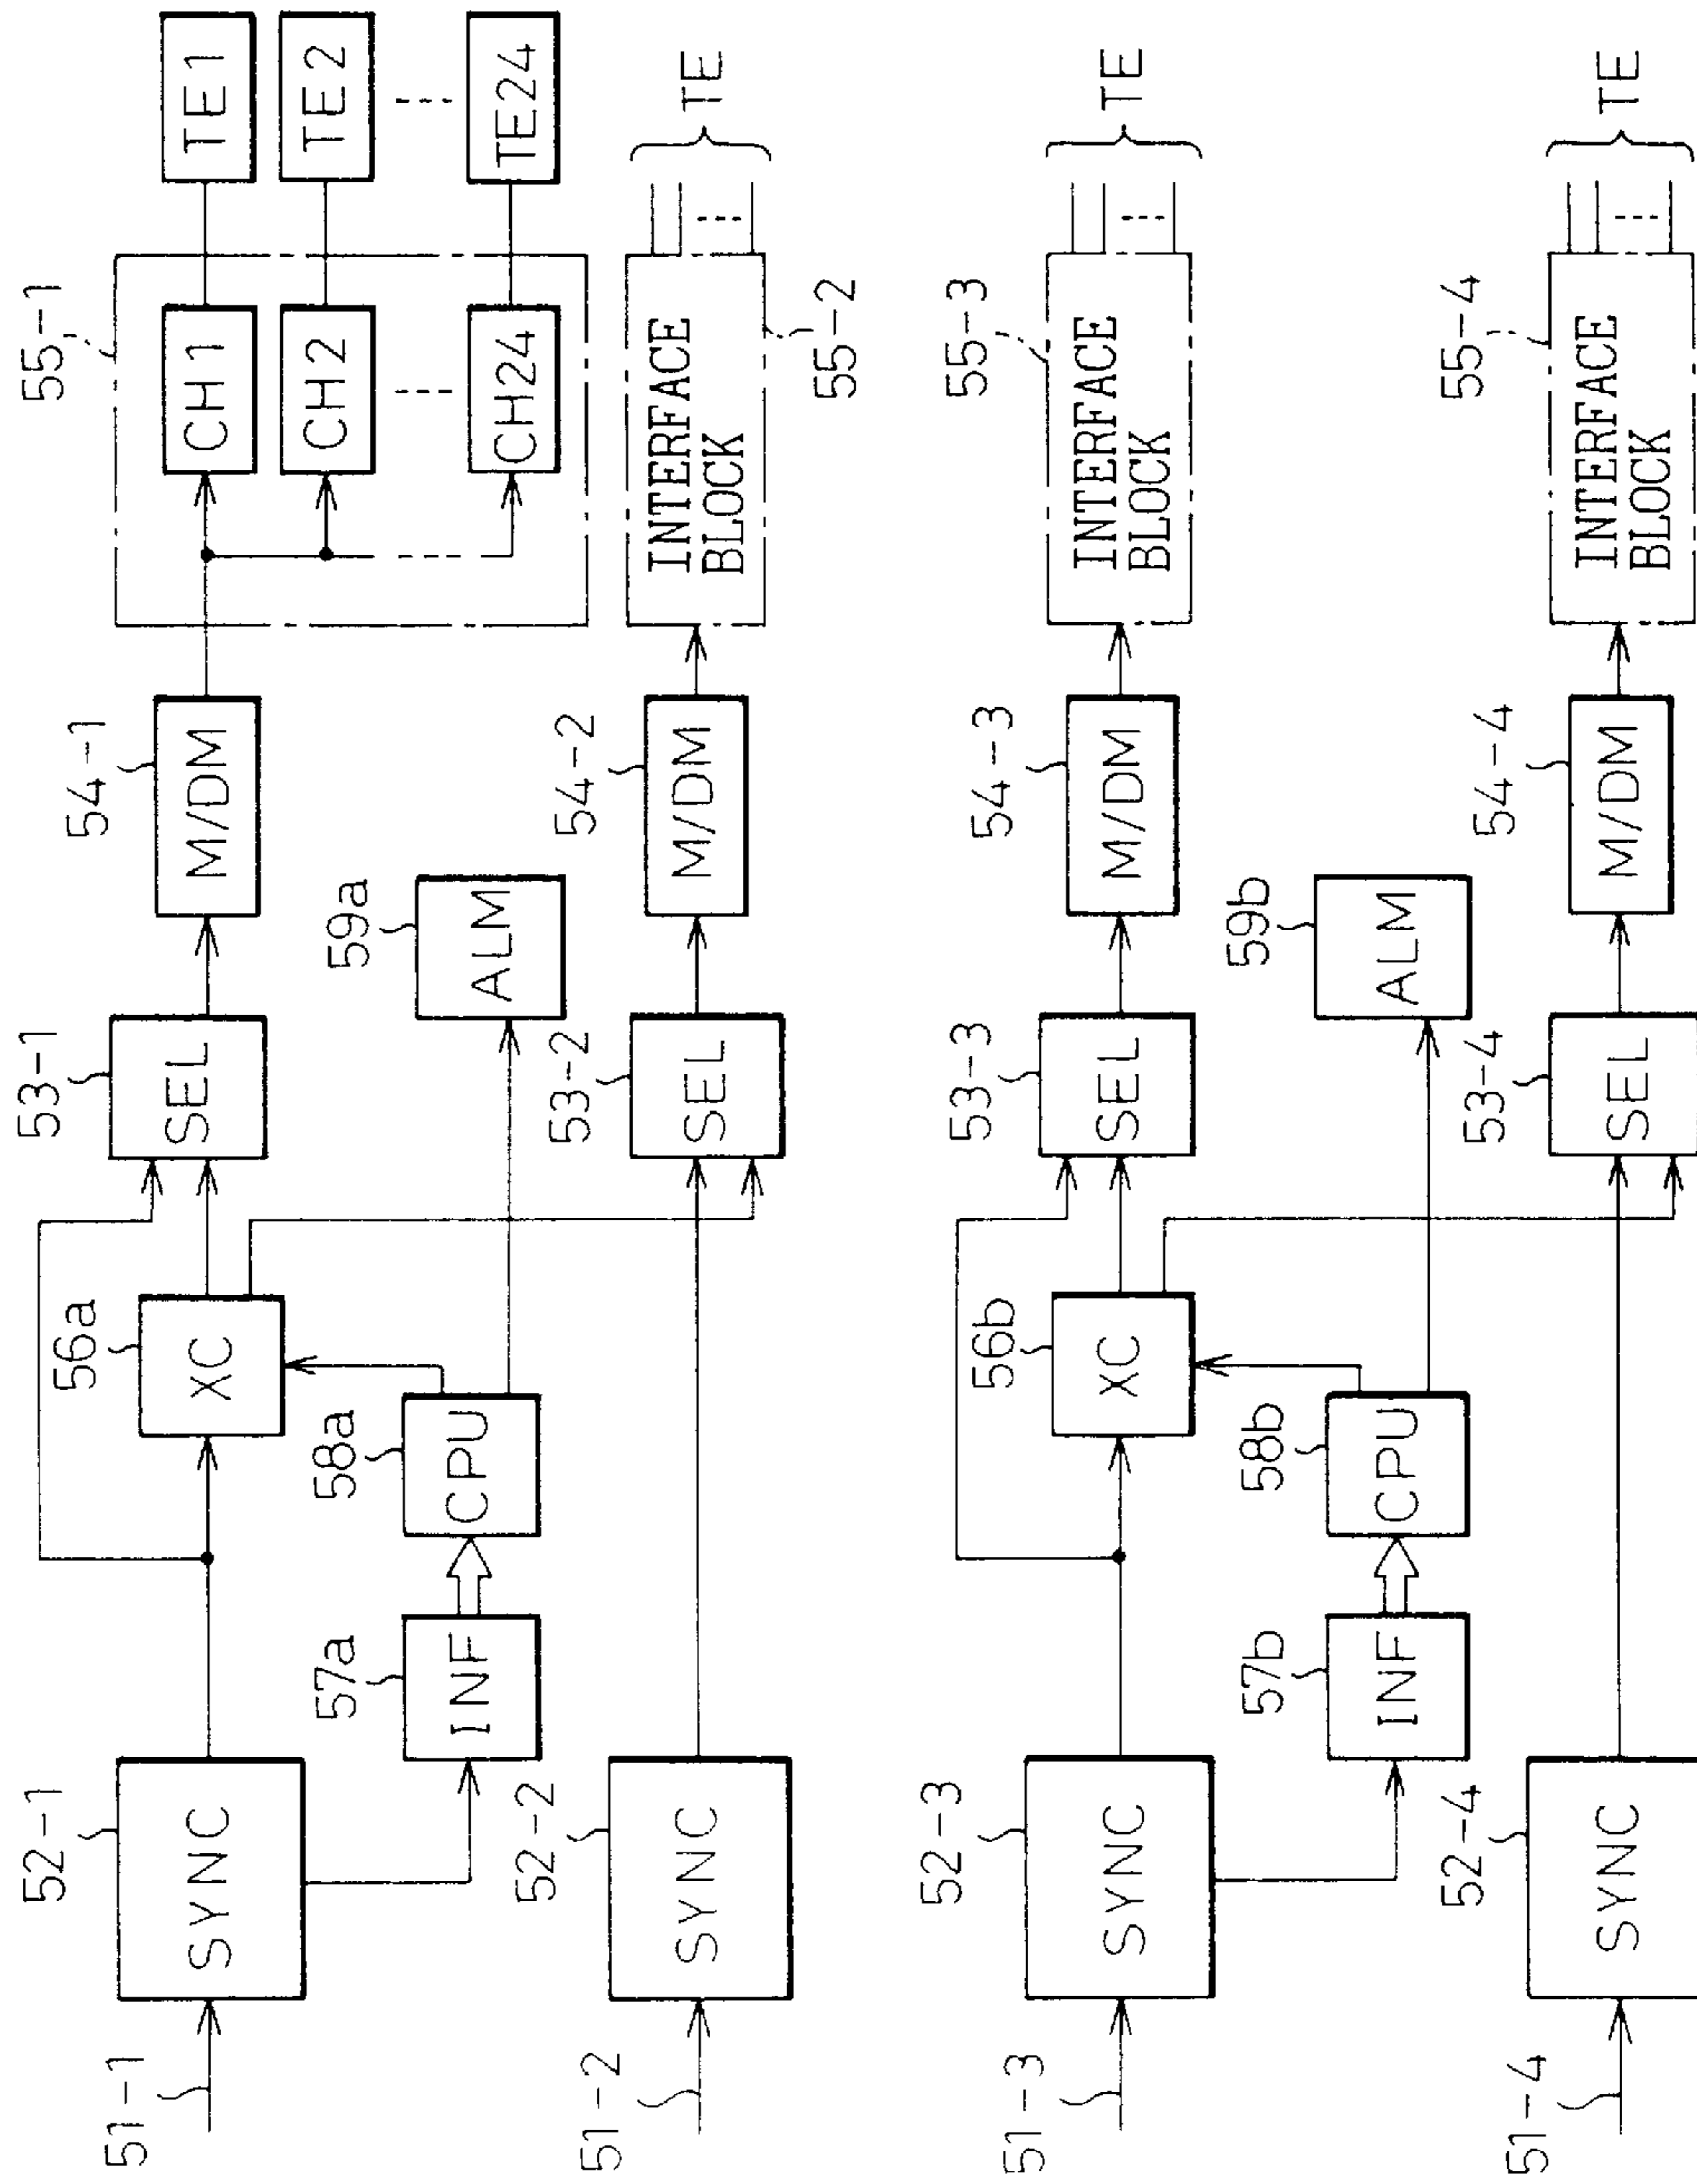 51-1
52-1
SYNC
56a
XC
53-1
SEL
54-1
M/DM
55-1
CH1
CH2
CH24
TE1
TE2
TE24
57a
INF
58a
CPU
59a
ALM
51-2
52-2
SYNC
53-2
SEL
54-2
M/DM
INTERFACE
BLOCK
55-2
TE
51-3
52-3
SYNC
56b
XC
53-3
SEL
54-3
M/DM
55-3
INTERFACE
BLOCK
TE
57b
INF
58b
CPU
59b
ALM
51-4
52-4
SYNC
53-4
SEL
54-4
M/DM
55-4
INTERFACE
BLOCK
TE